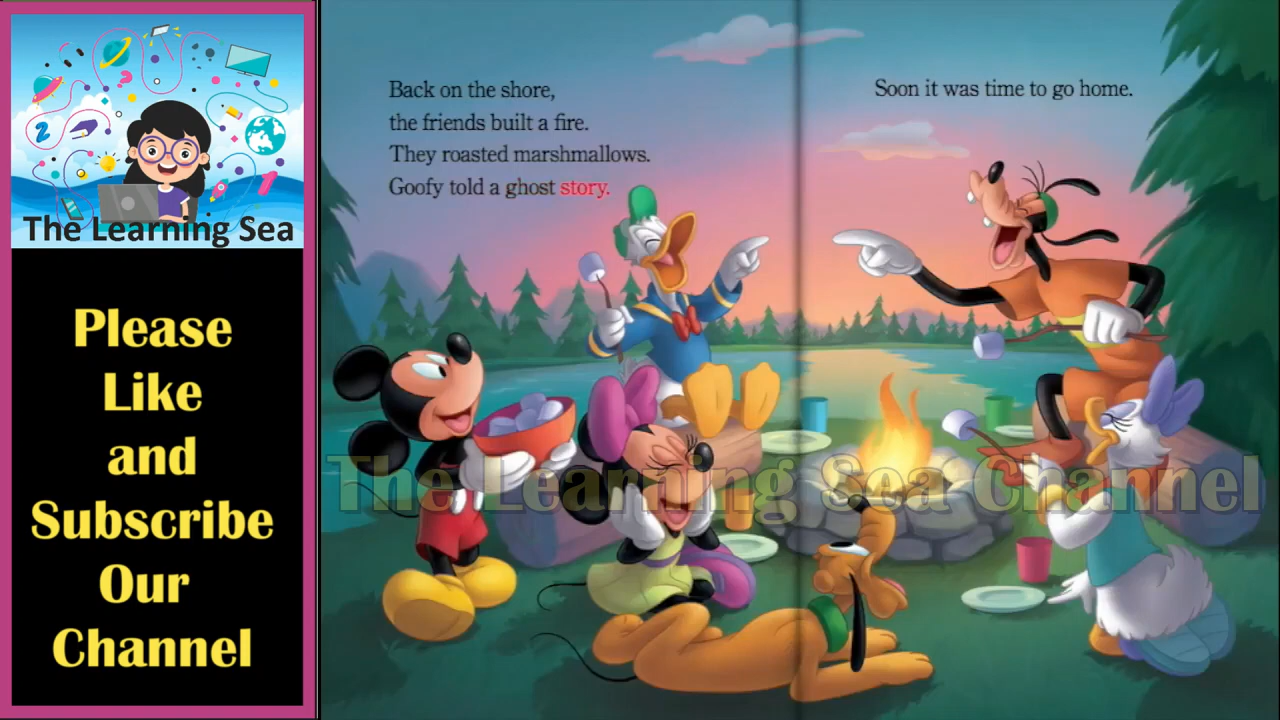 The Learning Sea
Please
Like
and
Subscribe
Our
Channel
Back on the shore,
the friends built a fire.
They roasted marshmallows.
Goofy told a ghost story.
Soon it was time to go home.
The Learning Sea Channel